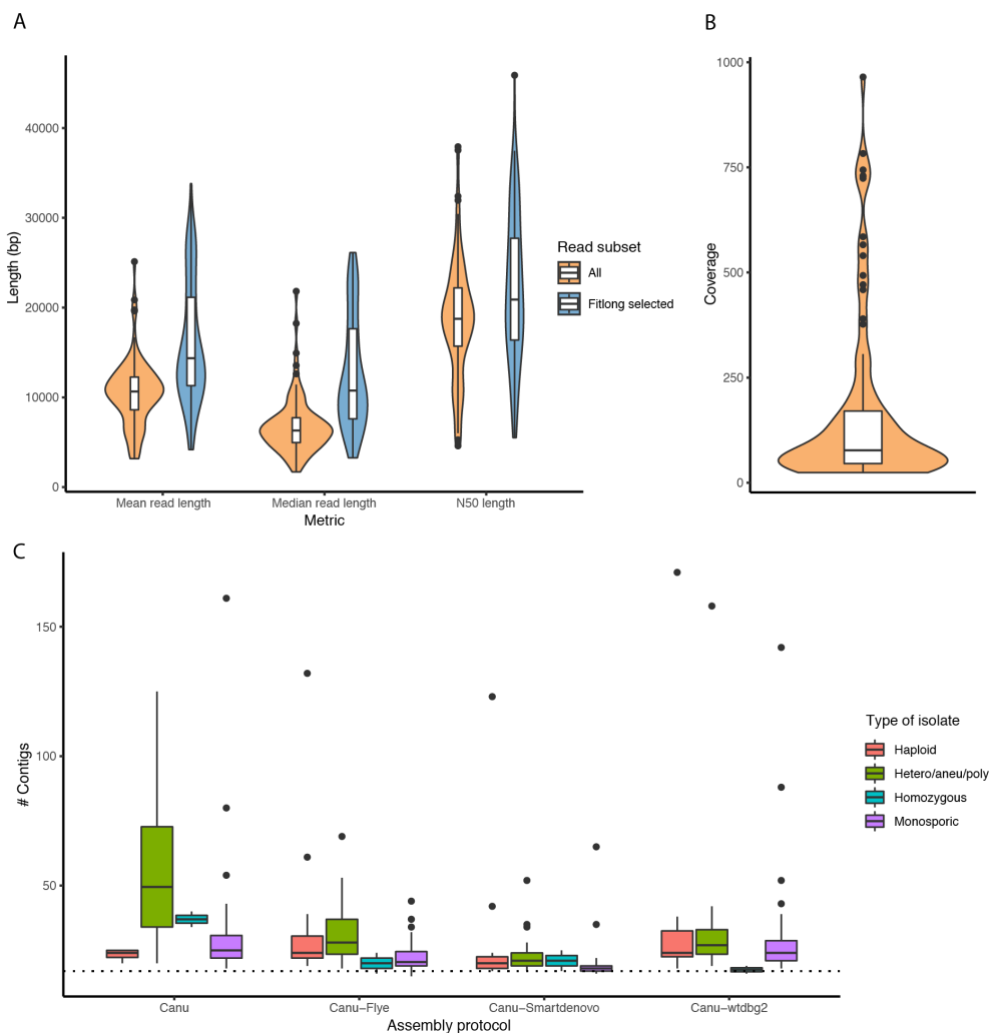 A
B
Length (bp)
40000
30000
20000
10000
0
Mean read length
Median read length
N50 length
Metric
Read subset
All
Fitlong selected
Coverage
1000
750
500
250
0
C
# Contigs
150
100
50
Canu
Canu-Flye
Canu-Smartdenovo
Canu-wtdbg2
Assembly protocol
Type of isolate
Haploid
Hetero/aneu/poly
Homozygous
Monosporic